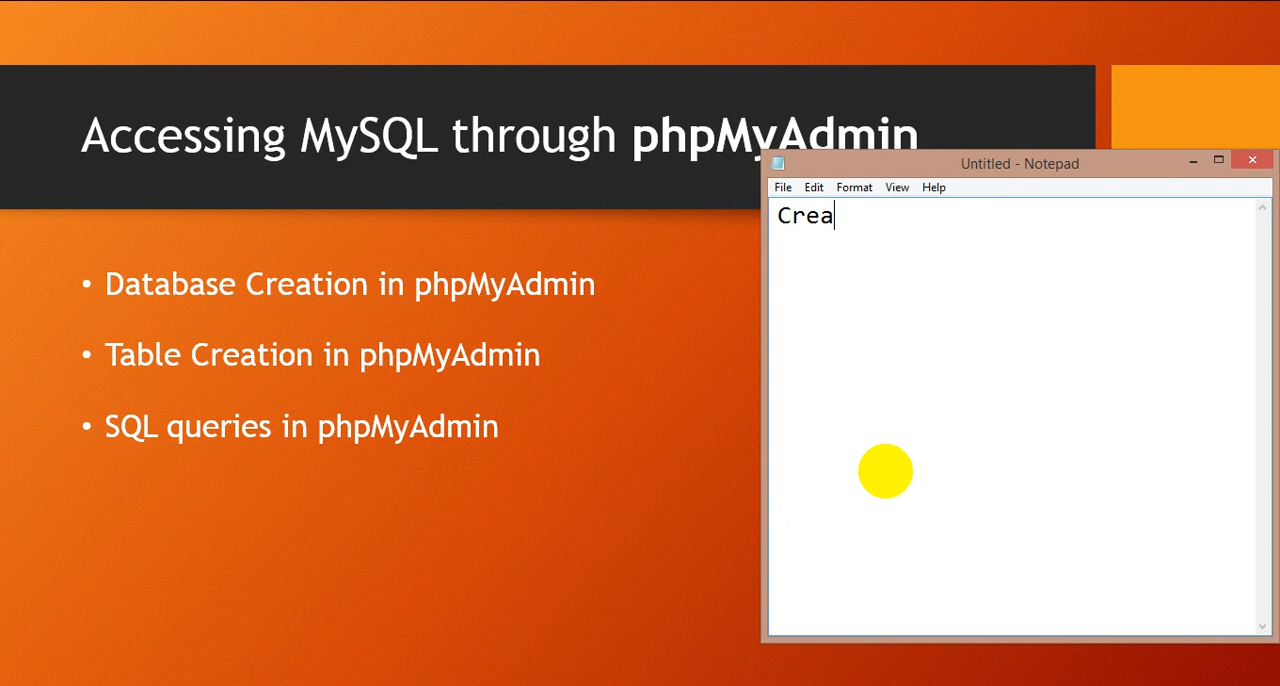 Accessing MySQL through phpMyAdmin
• Database Creation in phpMyAdmin
• Table Creation in phpMyAdmin
• SQL queries in phpMyAdmin
Untitled - Notepad
File Edit Format View Help
Crea